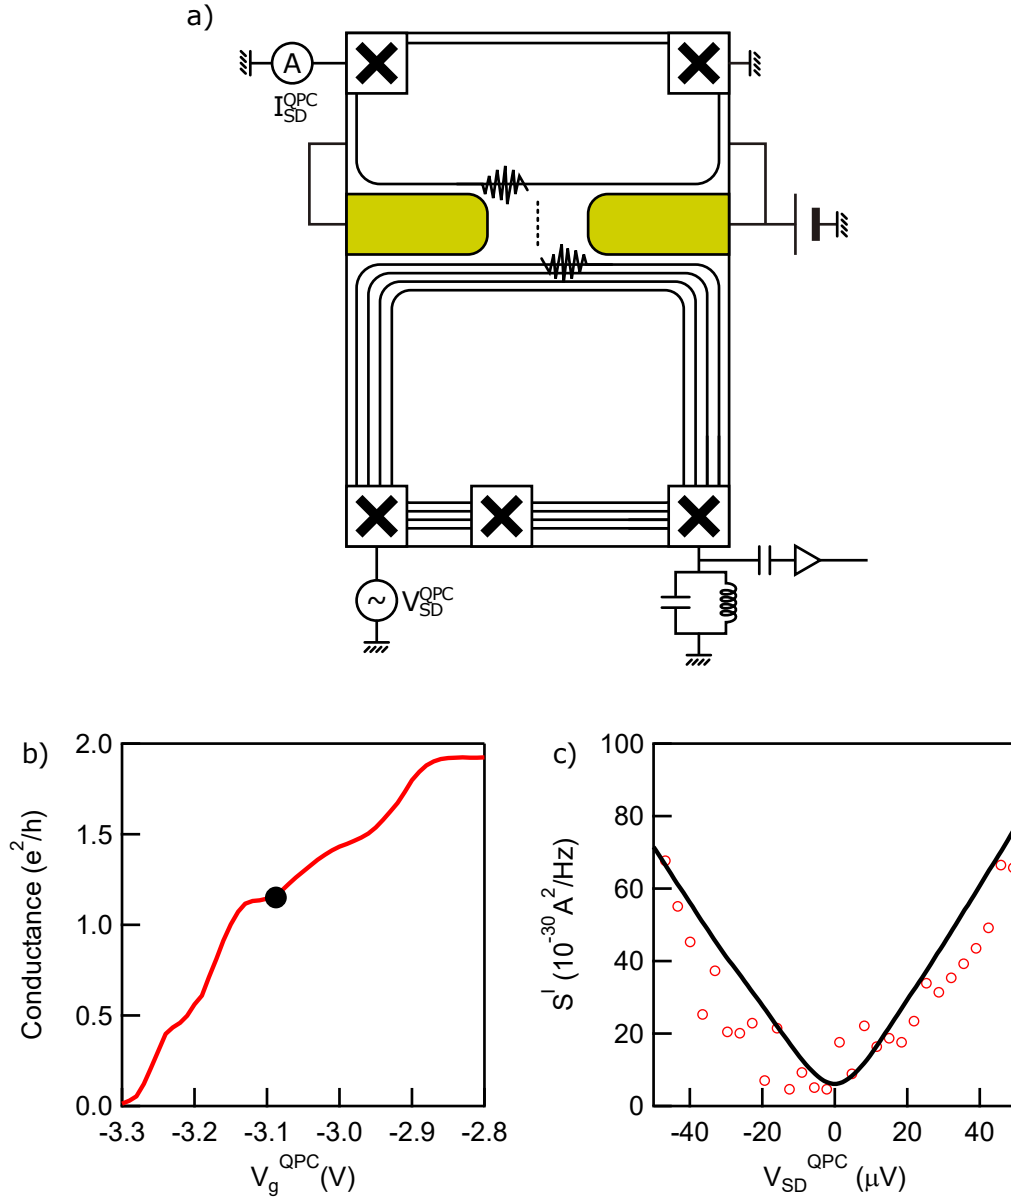 a)
A
I_SD^QPC
~
V_SD^QPC
b)
Conductance (e²/h)
2.0
1.5
1.0
0.5
0.0
-3.3 -3.2 -3.1 -3.0 -2.9 -2.8
V_g^QPC (V)
c)
S^I (10^-30 A²/Hz)
100
80
60
40
20
0
-40 -20 0 20 40
V_SD^QPC (μV)